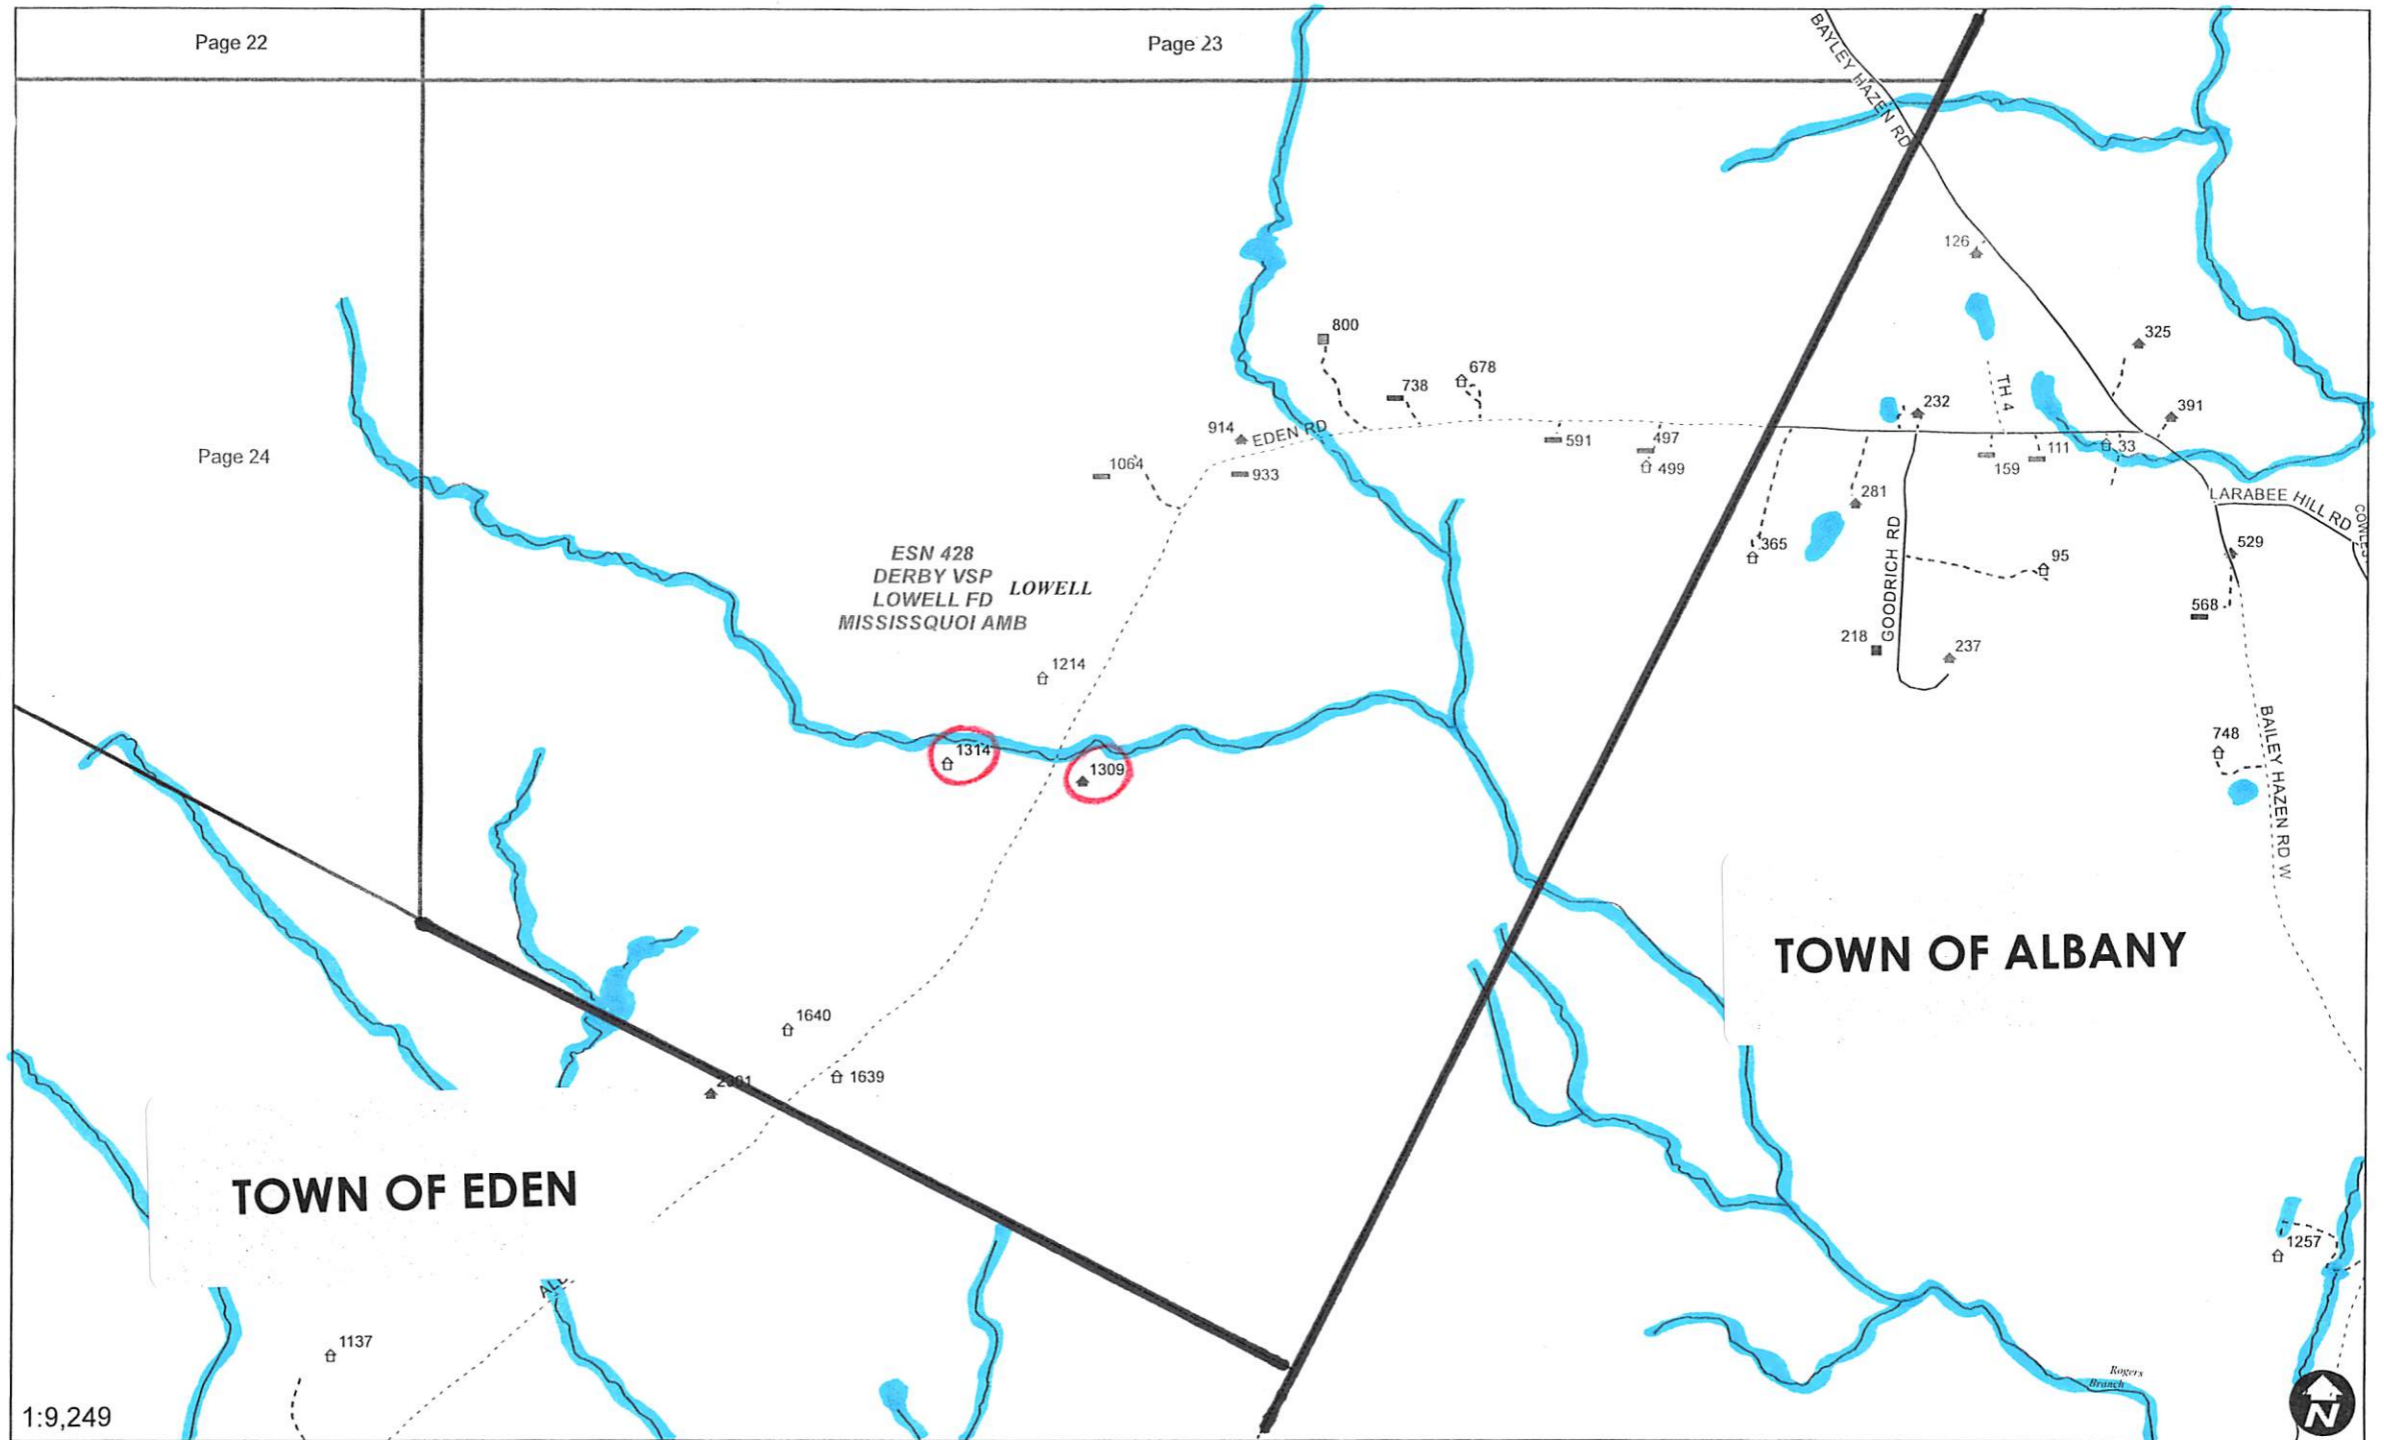 Page 22
Page 23
BAYLEY HAZEN RD
126
800
325
678
738
TH 4
232
391
914
EDEN RD
591
497
499
33
111
159
Page 24
1064
933
281
LARABEE HILL RD
COWLES
365
529
ESN 428
DERBY VSP
LOWELL FD
MISSISSQUOI AMB
LOWELL
GOODRICH RD
95
568
218
237
1214
748
BAILEY HAZEN RD W
1314
1309
TOWN OF ALBANY
1640
1639
TOWN OF EDEN
1257
1137
Rogers
Branch
1:9,249
N